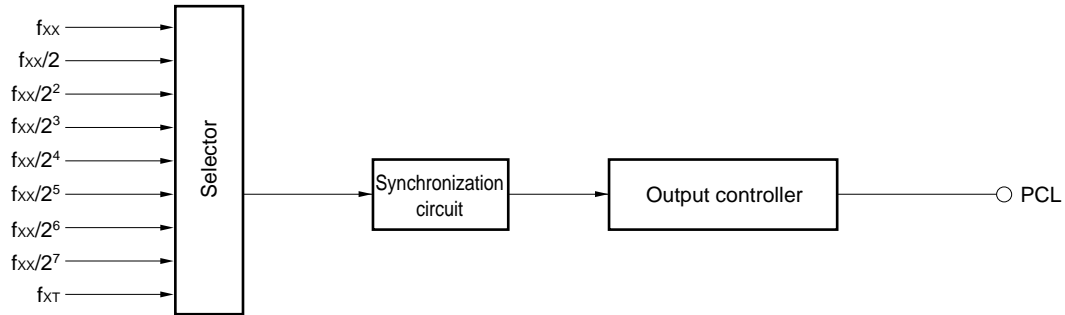 fXX
fXX/2
fXX/2²
fXX/2³
fXX/2⁴
fXX/2⁵
fXX/2⁶
fXX/2⁷
fXT
Selector
Synchronization
circuit
Output controller
PCL